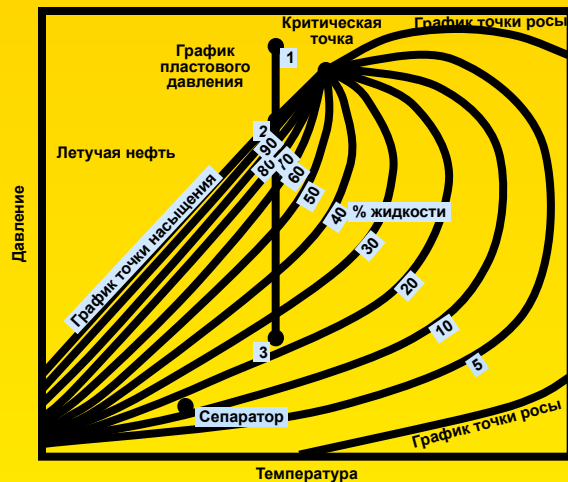 Критическая
точка
График точки росы
График
пластового
давления
1
2
Летучая нефть
90
80
70
60
50
40
% жидкости
30
20
10
5
График точки насыщения
Давление
3
Сепаратор
График точки росы
Температура